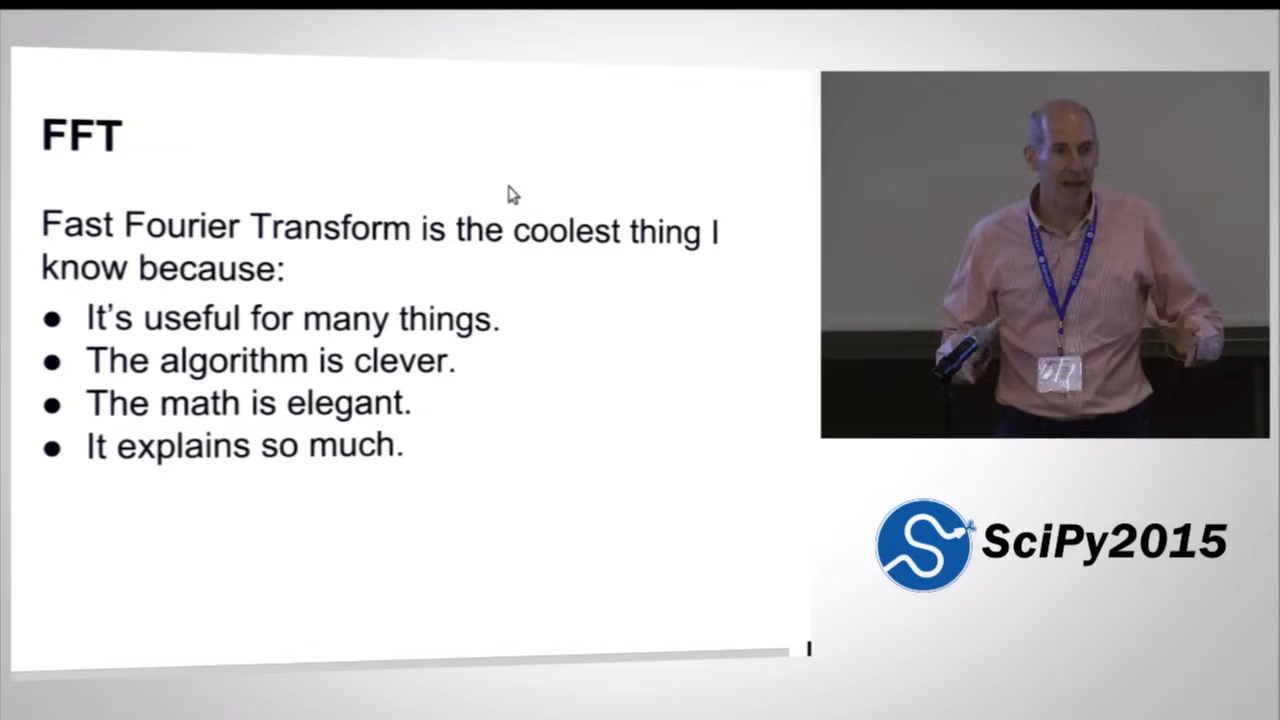 FFT
Fast Fourier Transform is the coolest thing I
know because:
● It's useful for many things.
● The algorithm is clever.
● The math is elegant.
● It explains so much.
SciPy2015